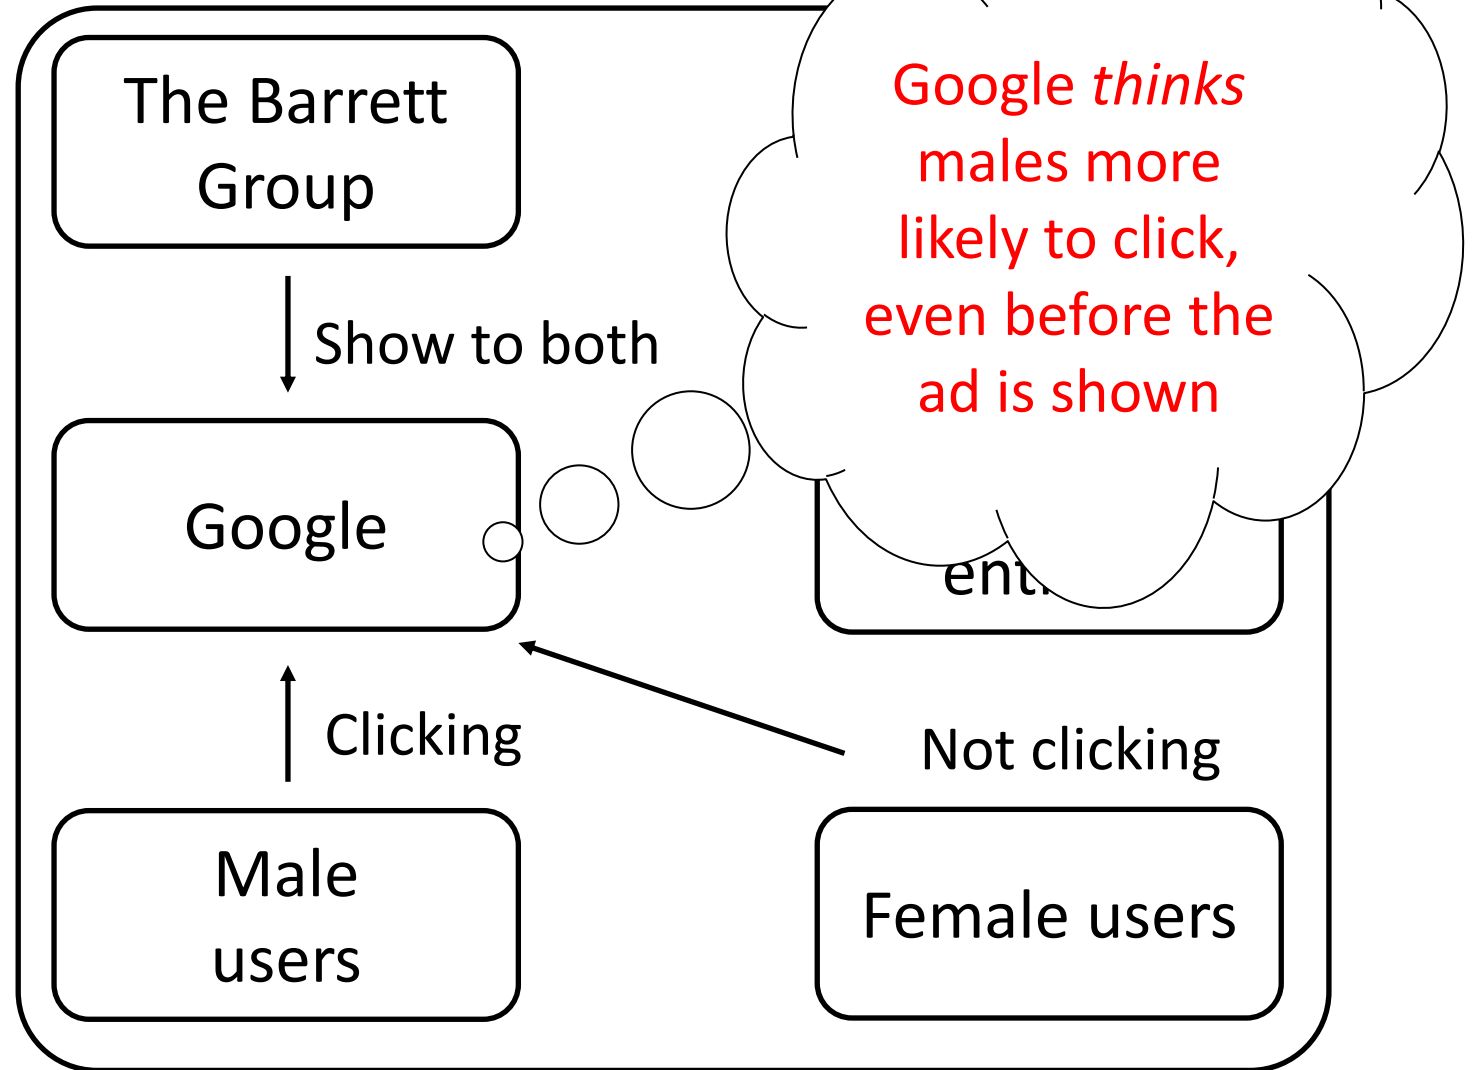 The Barrett
Group
Google thinks
males more
likely to click,
even before the
ad is shown
Show to both
Google
Clicking
Not clicking
Male
users
Female users